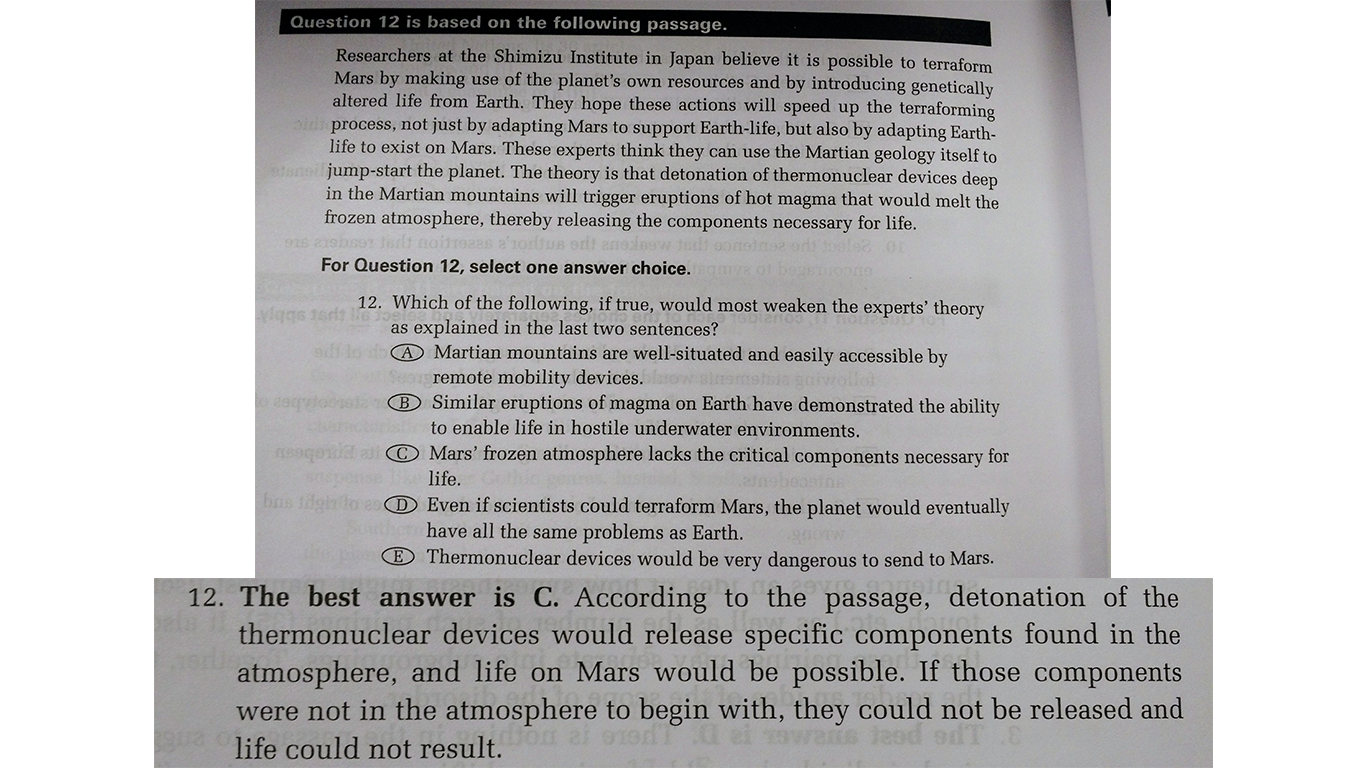 Question 12 is based on the following passage.
Researchers at the Shimizu Institute in Japan believe it is possible to terraform
Mars by making use of the planet's own resources and by introducing genetically
altered life from Earth. They hope these actions will speed up the terraforming
process, not just by adapting Mars to support Earth-life, but also by adapting Earth-
life to exist on Mars. These experts think they can use the Martian geology itself to
jump-start the planet. The theory is that detonation of thermonuclear devices deep
in the Martian mountains will trigger eruptions of hot magma that would melt the
frozen atmosphere, thereby releasing the components necessary for life.
For Question 12, select one answer choice.
12. Which of the following, if true, would most weaken the experts' theory
as explained in the last two sentences?
A Martian mountains are well-situated and easily accessible by
remote mobility devices.
B Similar eruptions of magma on Earth have demonstrated the ability
to enable life in hostile underwater environments.
C Mars' frozen atmosphere lacks the critical components necessary for
life.
D Even if scientists could terraform Mars, the planet would eventually
have all the same problems as Earth.
E Thermonuclear devices would be very dangerous to send to Mars.
12. The best answer is C. According to the passage, detonation of the
thermonuclear devices would release specific components found in the
atmosphere, and life on Mars would be possible. If those components
were not in the atmosphere to begin with, they could not be released and
life could not result.